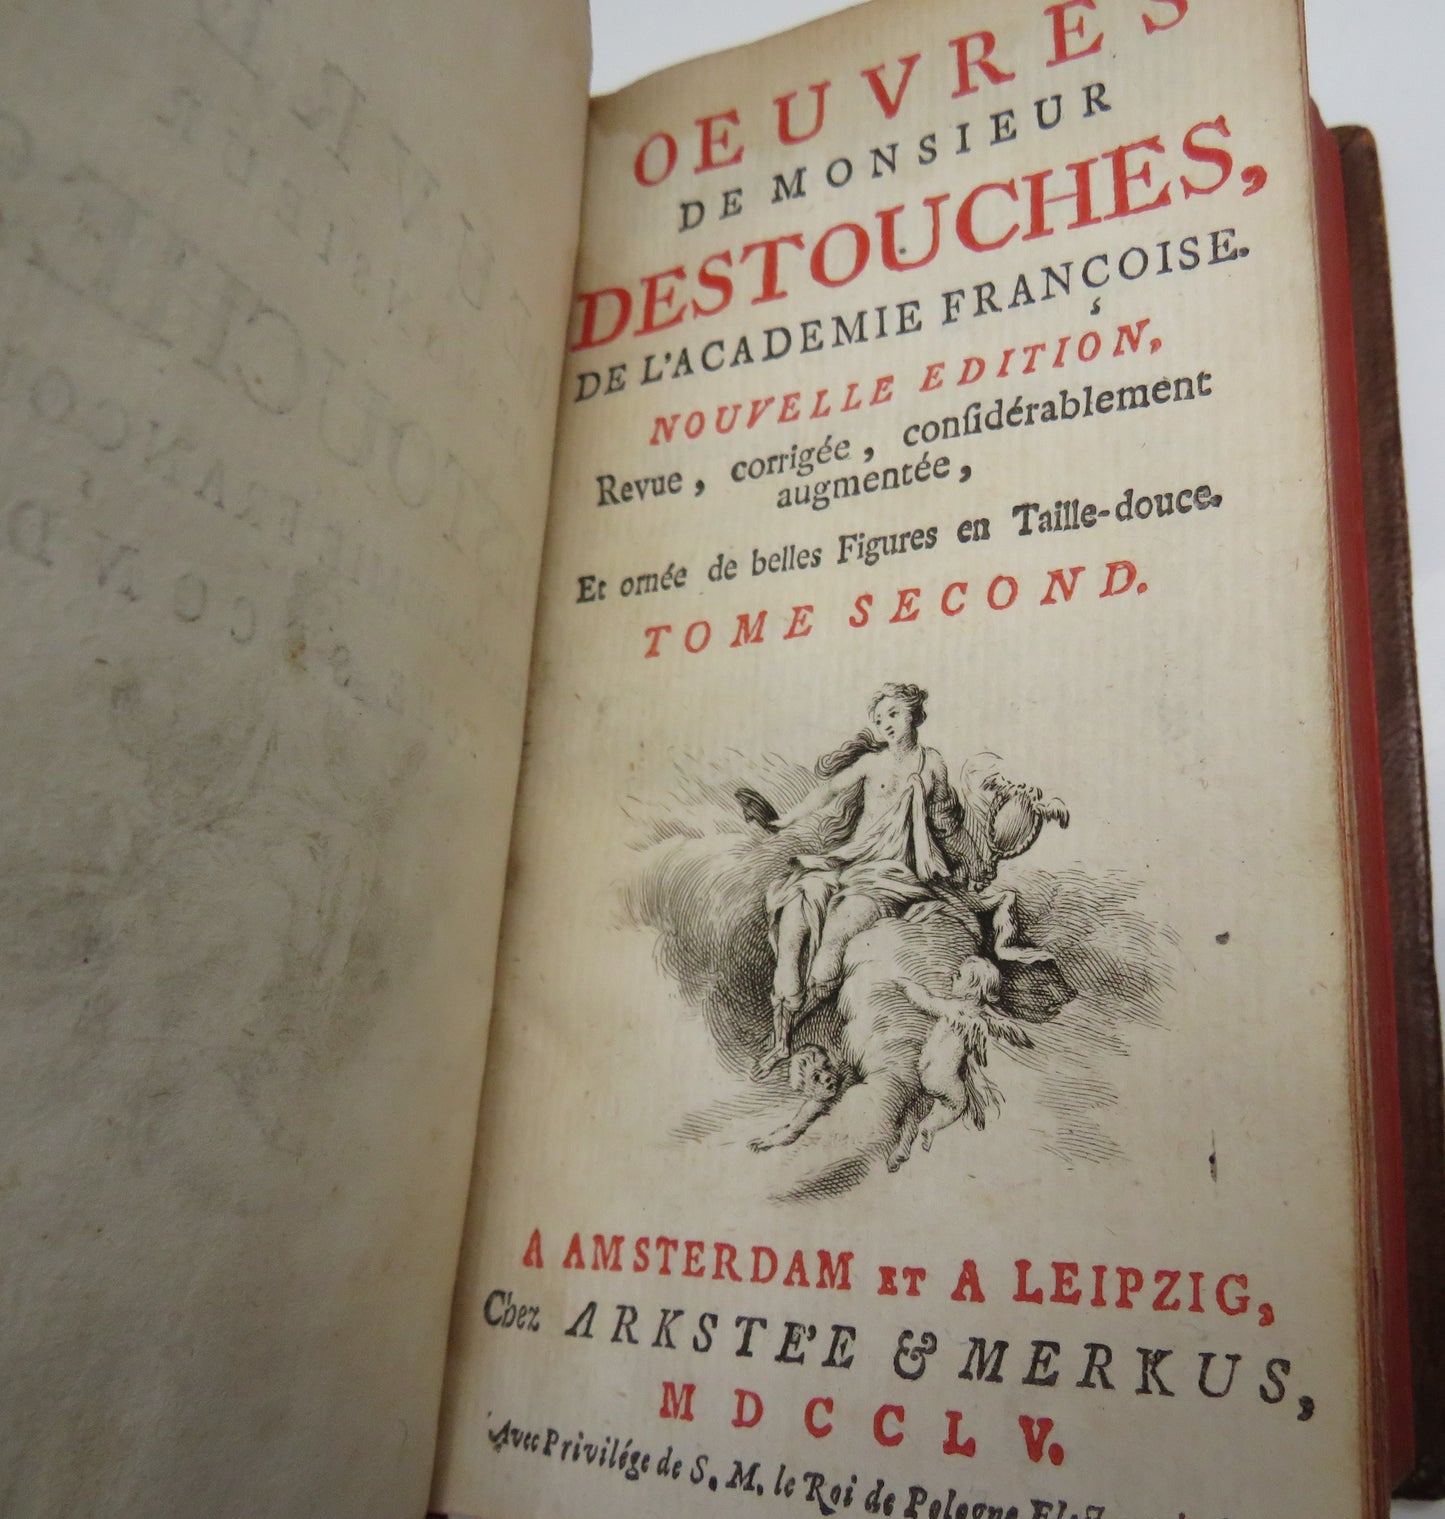 OEUVRES
DE MONSIEUR
DESTOUCHES,
DE L'ACADEMIE FRANÇOISE.
NOUVELLE EDITION,
Revue, corrigée, conſidérablement
augmentée,
Et ornée de belles Figures en Taille-douce.
TOME SECOND.
A AMSTERDAM ET A LEIPZIG,
Chez ARKSTE'E & MERKUS,
MDCCLV.
Avec Privilége de S. M. le Roi de Pologne